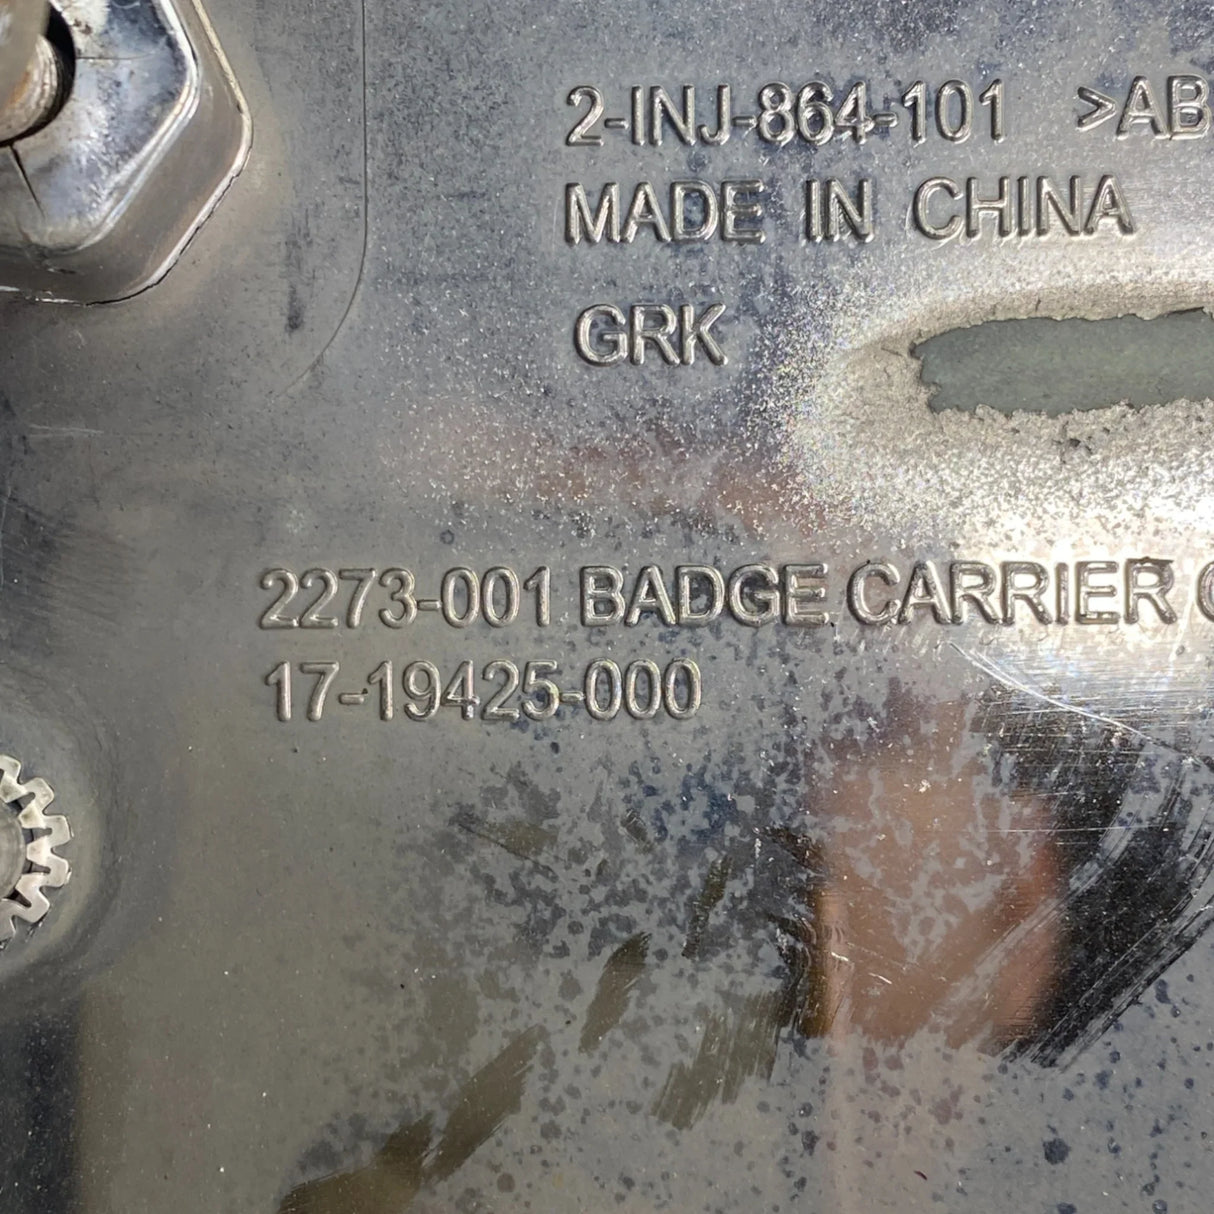 2-INJ-864-101 >AB
MADE IN CHINA
GRK
2273-001 BADGE CARRIER
17-19425-000